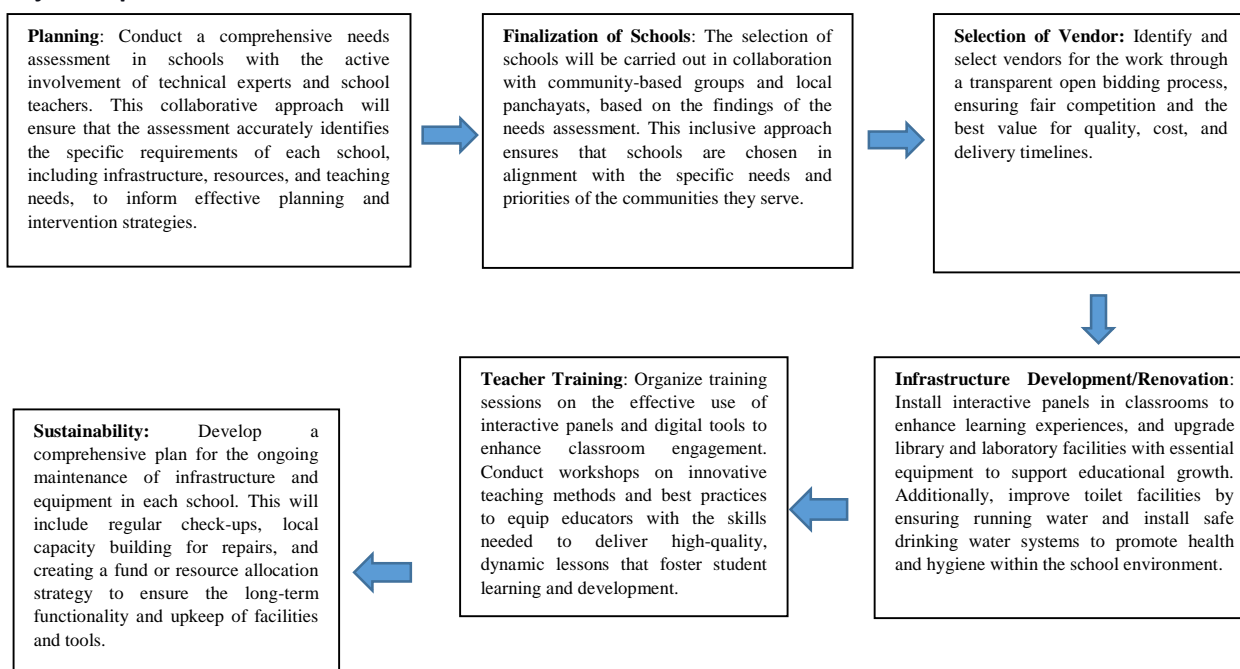 Planning: Conduct a comprehensive needs
assessment in schools with the active
involvement of technical experts and school
teachers. This collaborative approach will
ensure that the assessment accurately identifies
the specific requirements of each school,
including infrastructure, resources, and teaching
needs, to inform effective planning and
intervention strategies.
Finalization of Schools: The selection of
schools will be carried out in collaboration
with community-based groups and local
panchayats, based on the findings of the
needs assessment. This inclusive approach
ensures that schools are chosen in
alignment with the specific needs and
priorities of the communities they serve.
Selection of Vendor: Identify and
select vendors for the work through
a transparent open bidding process,
ensuring fair competition and the
best value for quality, cost, and
delivery timelines.
Infrastructure Development/Renovation:
Install interactive panels in classrooms to
enhance learning experiences, and upgrade
library and laboratory facilities with essential
equipment to support educational growth.
Additionally, improve toilet facilities by
ensuring running water and install safe
drinking water systems to promote health
and hygiene within the school environment.
Teacher Training: Organize training
sessions on the effective use of
interactive panels and digital tools to
enhance classroom engagement.
Conduct workshops on innovative
teaching methods and best practices
to equip educators with the skills
needed to deliver high-quality,
dynamic lessons that foster student
learning and development.
Sustainability: Develop a
comprehensive plan for the ongoing
maintenance of infrastructure and
equipment in each school. This will
include regular check-ups, local
capacity building for repairs, and
creating a fund or resource allocation
strategy to ensure the long-term
functionality and upkeep of facilities
and tools.